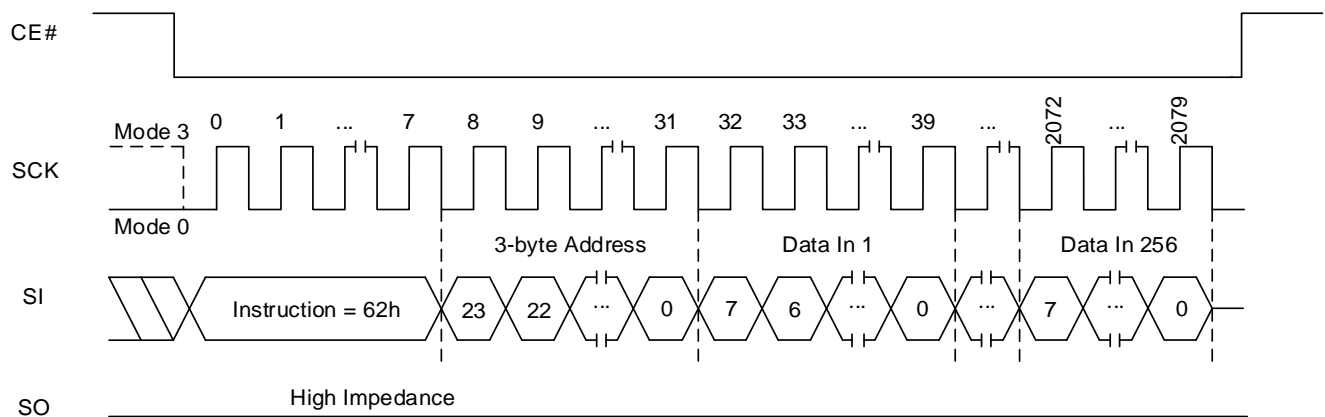 CE#
0 1 ... 7 8 9 ... 31 32 33 ... 39 ... 2072 ... 2079
Mode 3
SCK
Mode 0
3-byte Address Data In 1 Data In 256
SI Instruction = 62h 23 22 ... 0 7 6 ... 0 ... 7 ... 0
High Impedance
SO